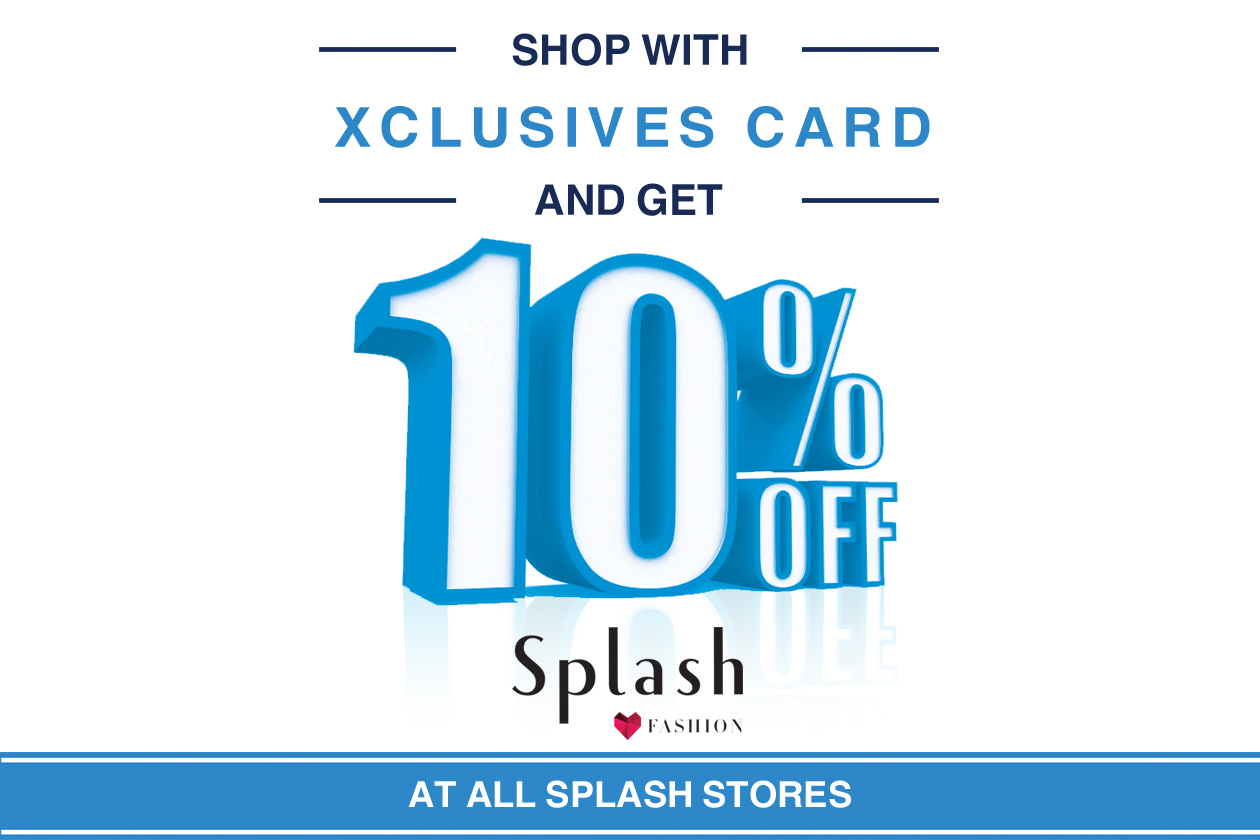 SHOP WITH
XCLUSIVES CARD
AND GET
10%
OFF
Splash
FASHION
AT ALL SPLASH STORES